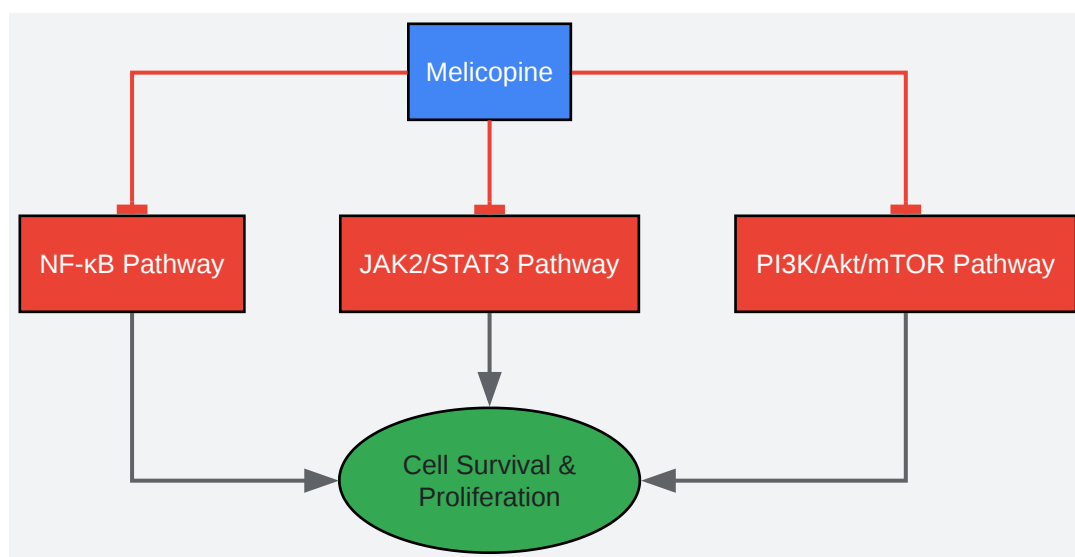 Melicopine
NF-κB Pathway
JAK2/STAT3 Pathway
PI3K/Akt/mTOR Pathway
Cell Survival &
Proliferation